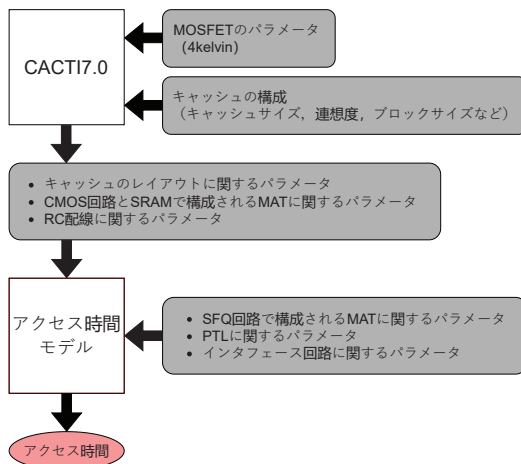 MOSFETのパラメータ
(4kelvin)
CACTI7.0
キャッシュの構成
(キャッシュサイズ，連想度，ブロックサイズなど)
• キャッシュのレイアウトに関するパラメータ
• CMOS回路とSRAMで構成されるMATに関するパラメータ
• RC配線に関するパラメータ
アクセス時間
モデル
• SFQ回路で構成されるMATに関するパラメータ
• PTLに関するパラメータ
• インタフェース回路に関するパラメータ
アクセス時間